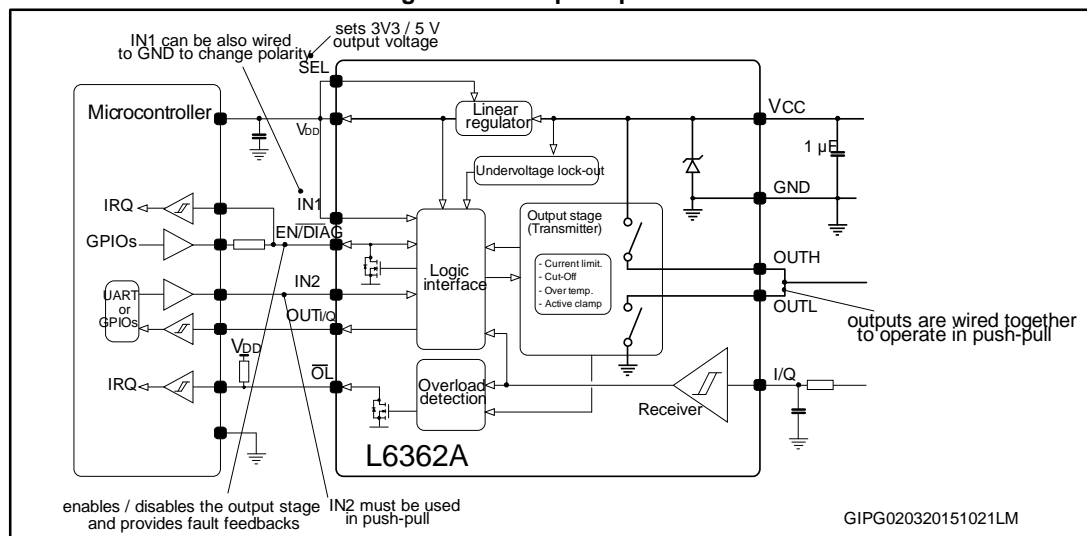 sets 3V3 / 5 V
output voltage
IN1 can be also wired
to GND to change polarity
SEL
Microcontroller
VDD
Linear
regulator
VCC
1 µF
Undervoltage lock-out
GND
IRQ
IN1
GPIOs
EN/DIAG
Logic
interface
Output stage
(Transmitter)
- Current limit.
- Cut-Off
- Over temp.
- Active clamp
OUTH
OUTL
UART
or
GPIOs
IN2
OUTI/Q
outputs are wired together
to operate in push-pull
VDD
IRQ
OL
Overload
detection
Receiver
I/Q
L6362A
enables / disables the output stage
and provides fault feedbacks
IN2 must be used
in push-pull
GIPG020320151021LM